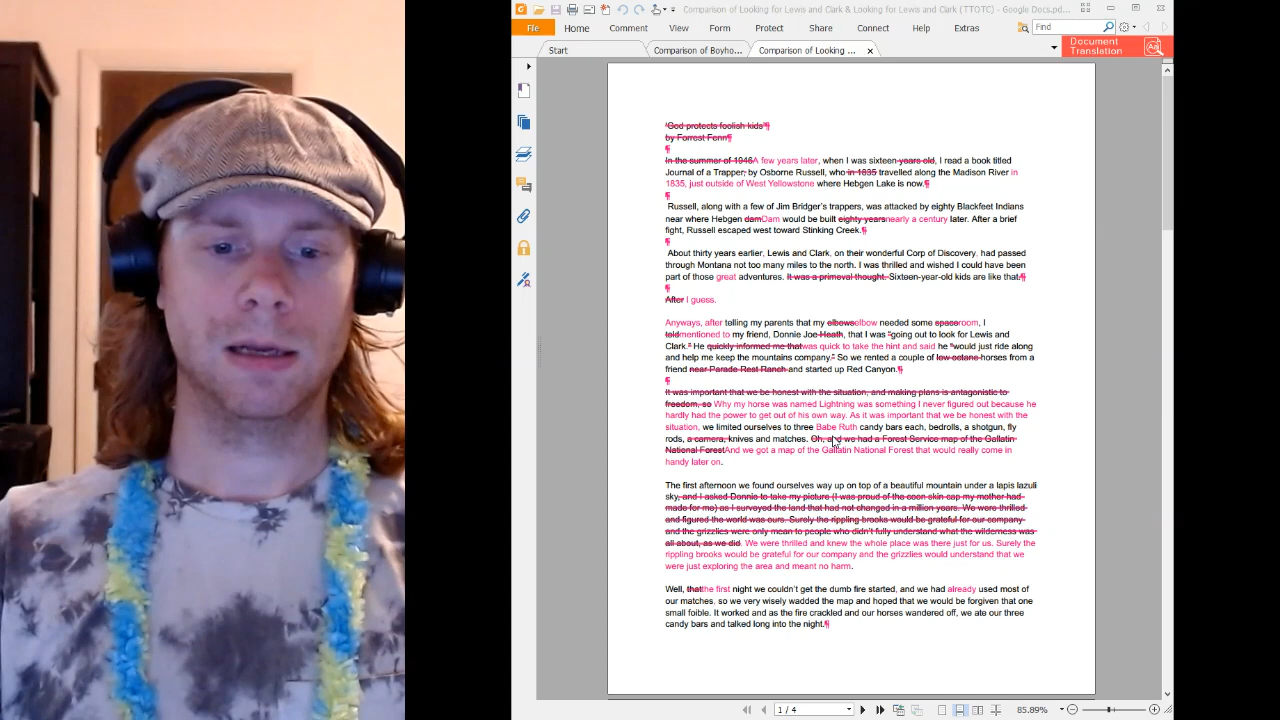 Comparison of Looking for Lewis and Clark & Looking for Lewis and Clark (TTOTC) - Google Docs.pd...
File Home Comment View Form Protect Share Connect Help Extras Find
Start Comparison of Boyho... Comparison of Looking ... Document Translation
'God protects foolish kids'¶
by Forrest Fenn¶
¶
In the summer of 1946A few years later, when I was sixteen years old, I read a book titled
Journal of a Trapper, by Osborne Russell, who in 1835 travelled along the Madison River in
1835, just outside of West Yellowstone where Hebgen Lake is now.¶
¶
Russell, along with a few of Jim Bridger's trappers, was attacked by eighty Blackfeet Indians
near where Hebgen damDam would be built eighty yearsnearly a century later. After a brief
fight, Russell escaped west toward Stinking Creek.¶
¶
About thirty years earlier, Lewis and Clark, on their wonderful Corp of Discovery, had passed
through Montana not too many miles to the north. I was thrilled and wished I could have been
part of those great adventures. It was a primeval thought. Sixteen-year-old kids are like that.¶
¶
After I guess.
Anyways, after telling my parents that my elbowselbow needed some spaceroom, I
toldmentioned to my friend, Donnie Joe Heath, that I was "going out to look for Lewis and
Clark." He quickly informed me thatwas quick to take the hint and said he "would just ride along
and help me keep the mountains company." So we rented a couple of low octane horses from a
friend near Parade Rest Ranch and started up Red Canyon.¶
¶
It was important that we be honest with the situation, and making plans is antagonistic to
freedom, so Why my horse was named Lightning was something I never figured out because he
hardly had the power to get out of his own way. As it was important that we be honest with the
situation, we limited ourselves to three Babe Ruth candy bars each, bedrolls, a shotgun, fly
rods, a camera, knives and matches. Oh, and we had a Forest Service map of the Gallatin
National ForestAnd we got a map of the Gallatin National Forest that would really come in
handy later on.
The first afternoon we found ourselves way up on top of a beautiful mountain under a lapis lazuli
sky, and I asked Donnie to take my picture (I was proud of the coon skin cap my mother had
made for me) as I surveyed the land that had not changed in a million years. We were thrilled
and figured the world was ours. Surely the rippling brooks would be grateful for our company
and the grizzlies were only mean to people who didn't fully understand what the wilderness was
all about, as we did. We were thrilled and knew the whole place was there just for us. Surely the
rippling brooks would be grateful for our company and the grizzlies would understand that we
were just exploring the area and meant no harm.
Well, thatthe first night we couldn't get the dumb fire started, and we had already used most of
our matches, so we very wisely wadded the map and hoped that we would be forgiven that one
small foible. It worked and as the fire crackled and our horses wandered off, we ate our three
candy bars and talked long into the night.¶
1 / 4 85.89%